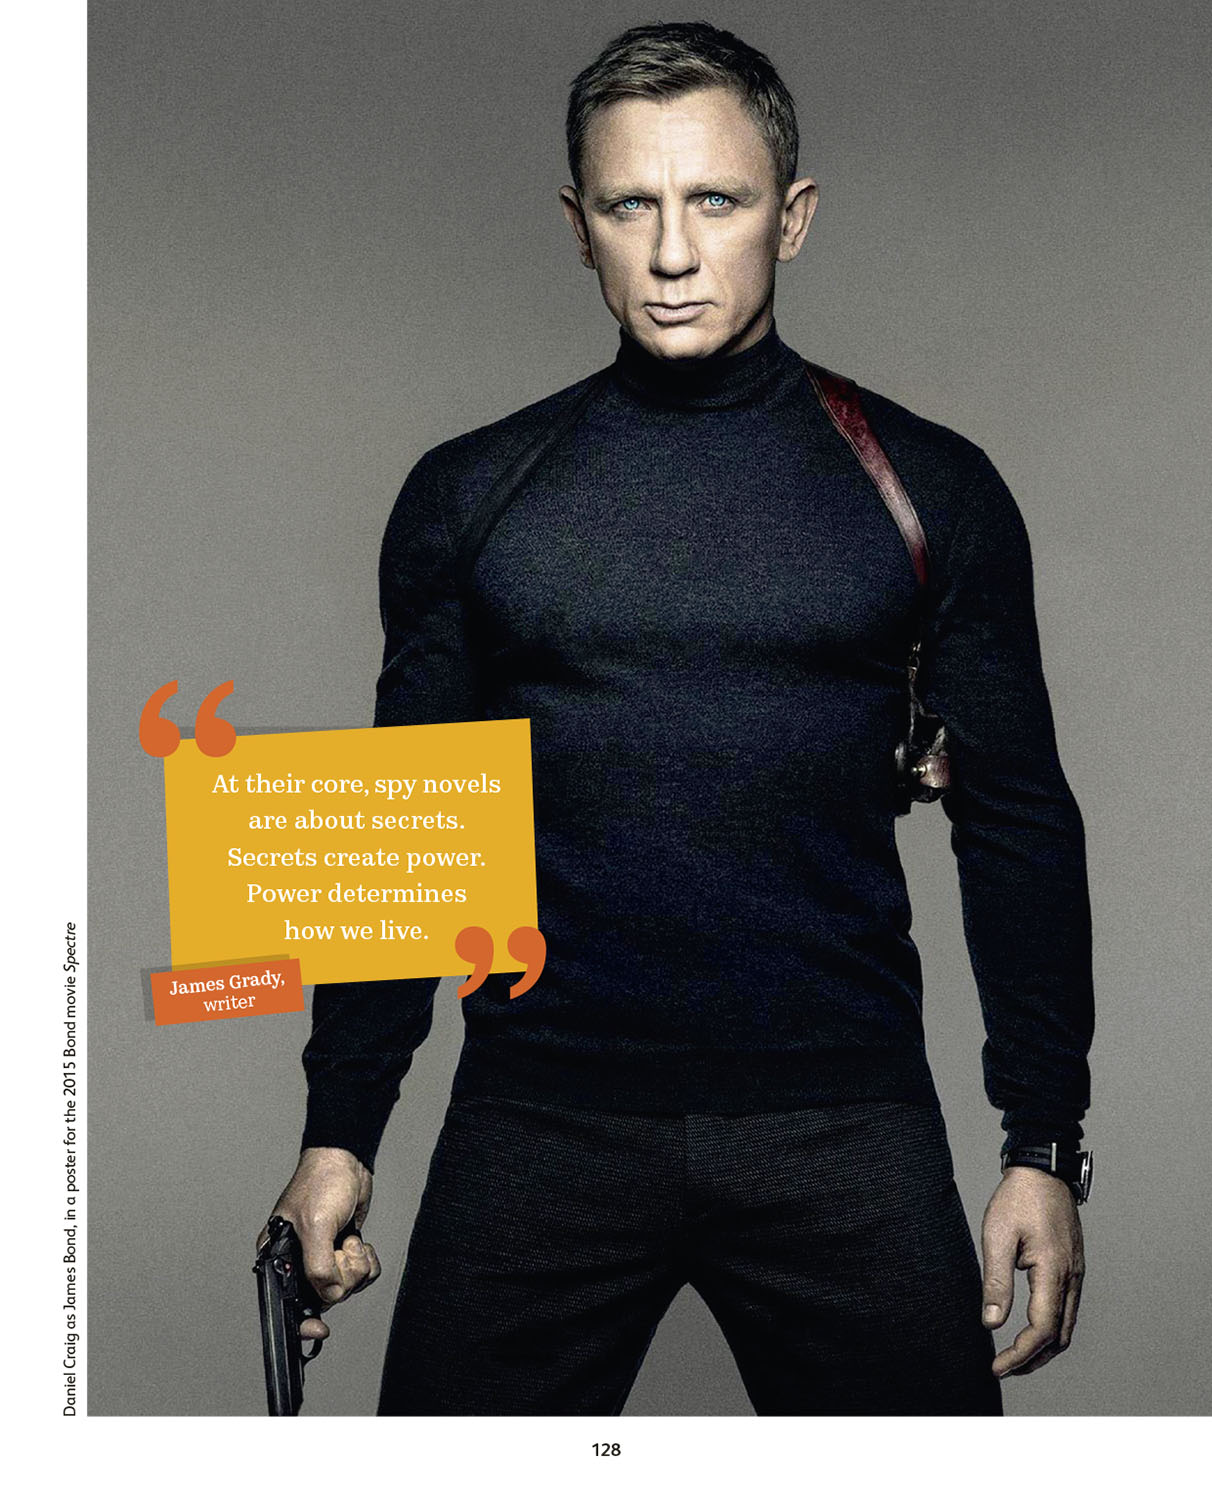 At their core, spy novels
are about secrets.
Secrets create power.
Power determines
how we live.
James Grady,
writer
Daniel Craig as James Bond, in a poster for the 2015 Bond movie Spectre
128